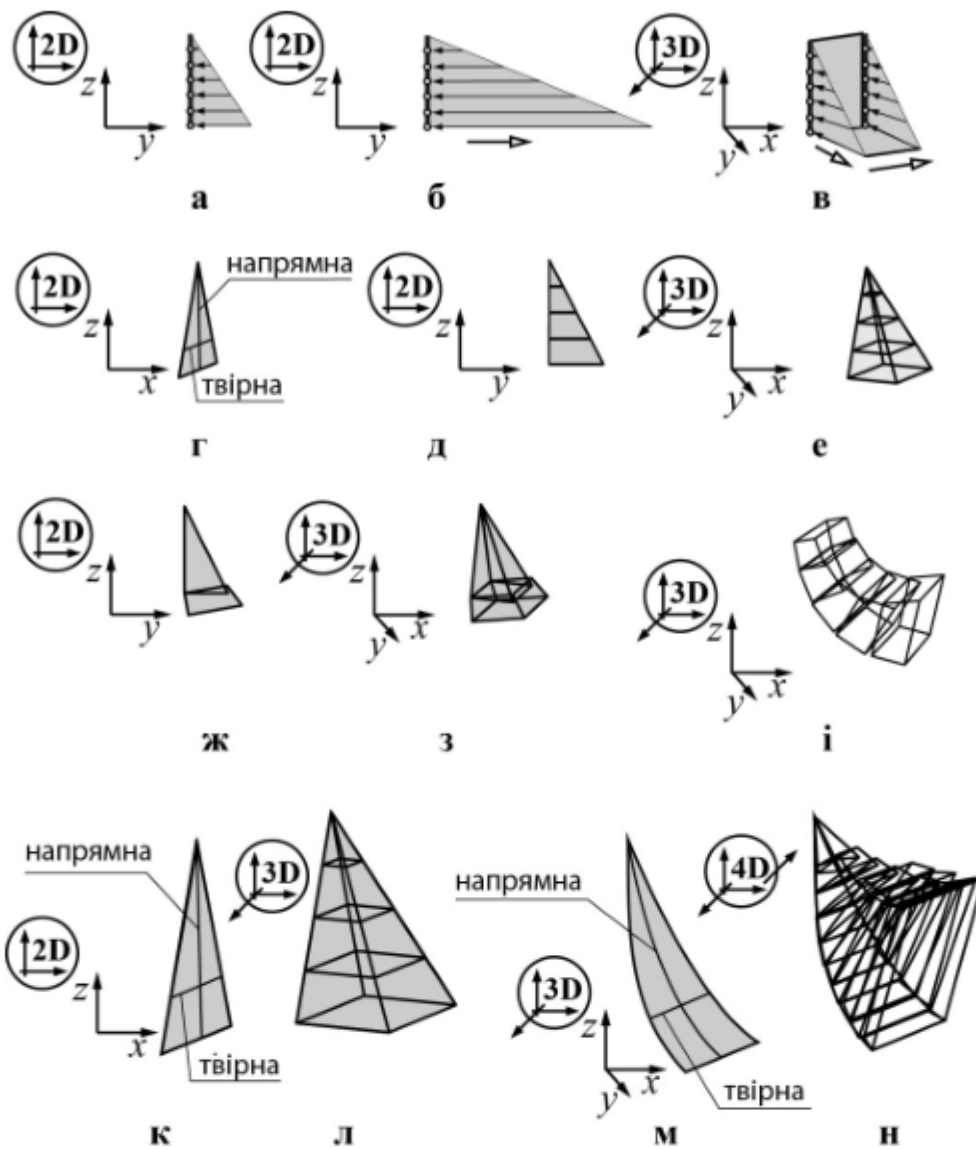 2D
z
y
а
2D
z
y
б
3D
z
x
y
в
2D
z
x
напрямна
твірна
г
2D
z
y
д
3D
z
x
y
е
2D
z
y
ж
3D
z
x
y
з
3D
z
x
y
і
напрямна
2D
z
x
твірна
к
3D
л
напрямна
3D
z
x
y
твірна
м
4D
н